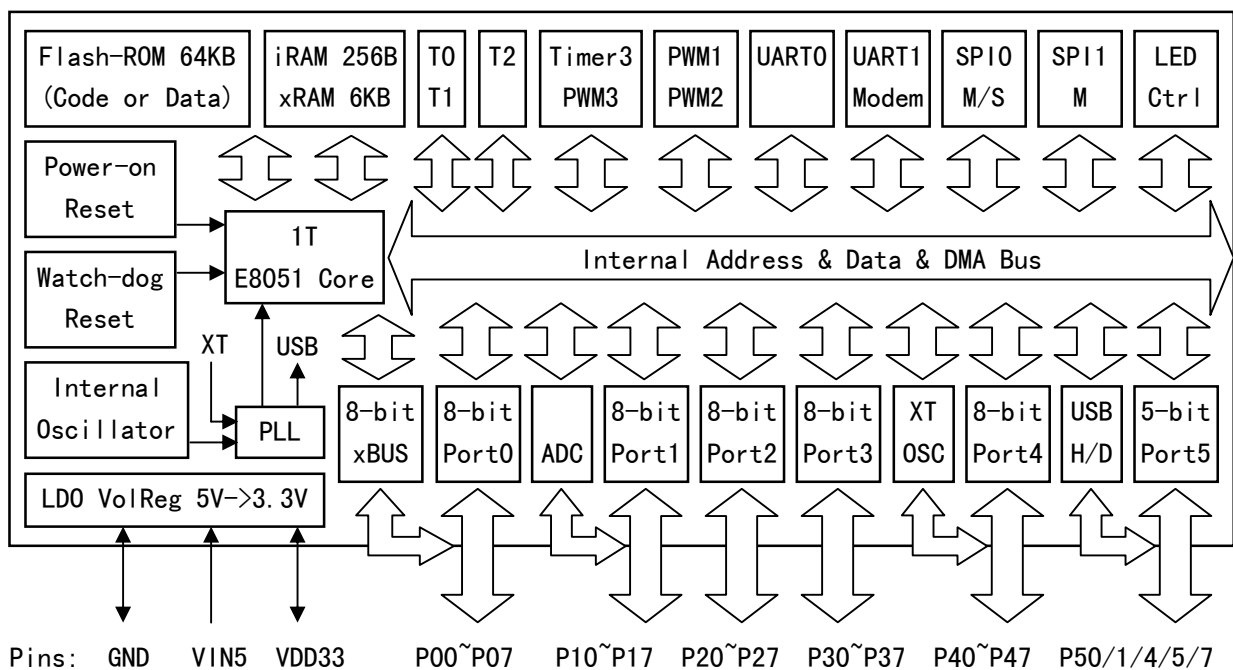 Flash-ROM 64KB
(Code or Data)
iRAM 256B
xRAM 6KB
T0
T1
T2
Timer3
PWM3
PWM1
PWM2
UART0
UART1
Modem
SPI0
M/S
SPI1
M
LED
Ctrl
Power-on
Reset
1T
E8051 Core
Internal Address & Data & DMA Bus
Watch-dog
Reset
XT
USB
Internal
Oscillator
PLL
8-bit
xBUS
8-bit
Port0
ADC
8-bit
Port1
8-bit
Port2
8-bit
Port3
XT
OSC
8-bit
Port4
USB
H/D
5-bit
Port5
LDO VolReg 5V->3.3V
Pins: GND VIN5 VDD33 P00~P07 P10~P17 P20~P27 P30~P37 P40~P47 P50/1/4/5/7